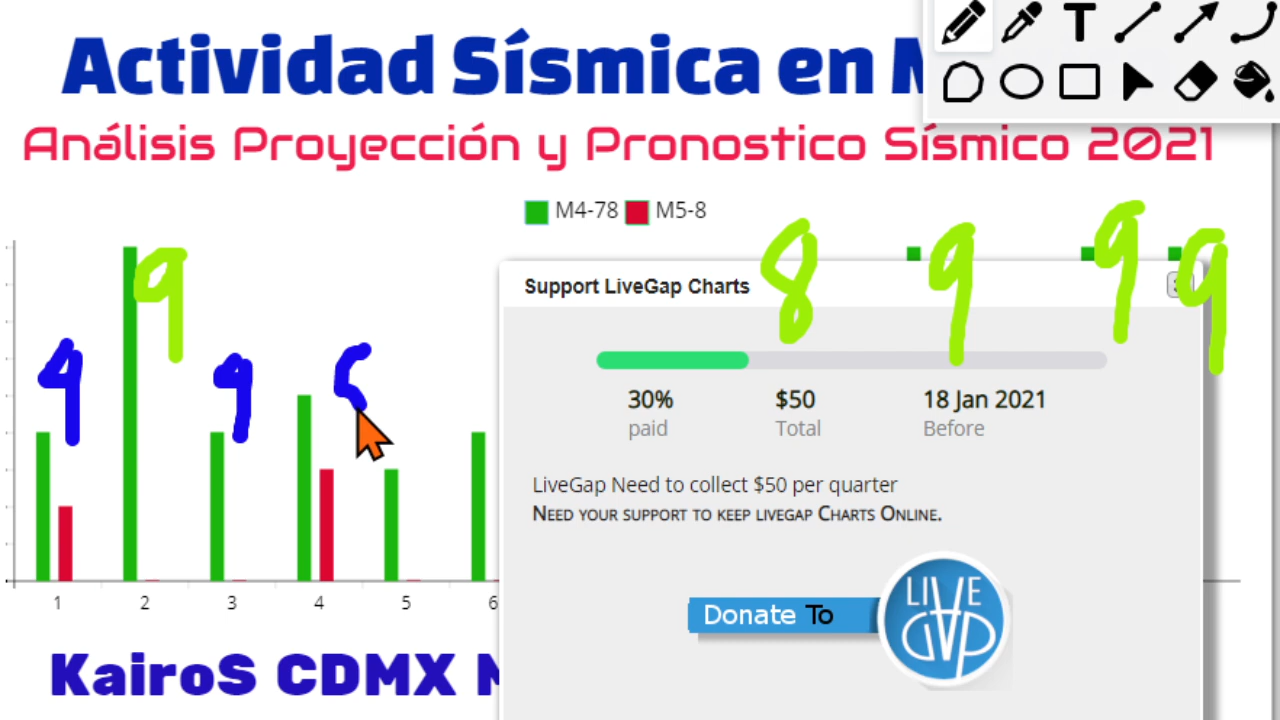 Actividad Sísmica en
Análisis Proyección y Pronostico Sísmico 2021
M4-78 M5-8
8 9 9 9
9
4 9
Support LiveGap Charts
30% $50 18 Jan 2021
paid Total Before
LiveGap Need to collect $50 per quarter
Need your support to keep livegap Charts Online.
1 2 3 4 5 6
Donate To
LIVE
GAP
KairoS CDMX
T